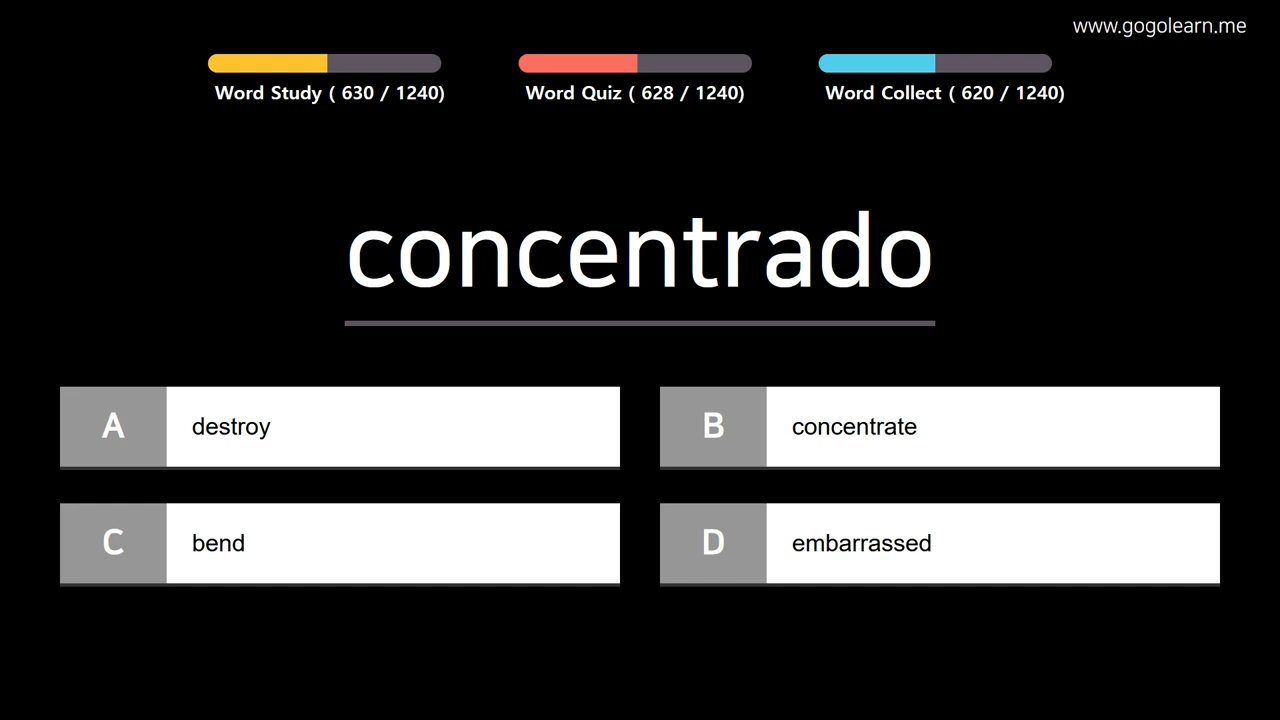 www.gogolearn.me
Word Study ( 630 / 1240)
Word Quiz ( 628 / 1240)
Word Collect ( 620 / 1240)
concentrado
A destroy
B concentrate
C bend
D embarrassed